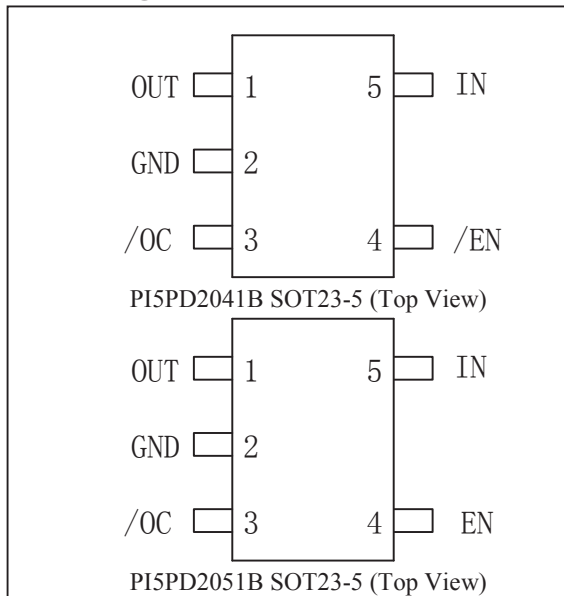 OUT 1 5 IN
GND 2
/OC 3 4 /EN
PI5PD2041B SOT23-5 (Top View)
OUT 1 5 IN
GND 2
/OC 3 4 EN
PI5PD2051B SOT23-5 (Top View)